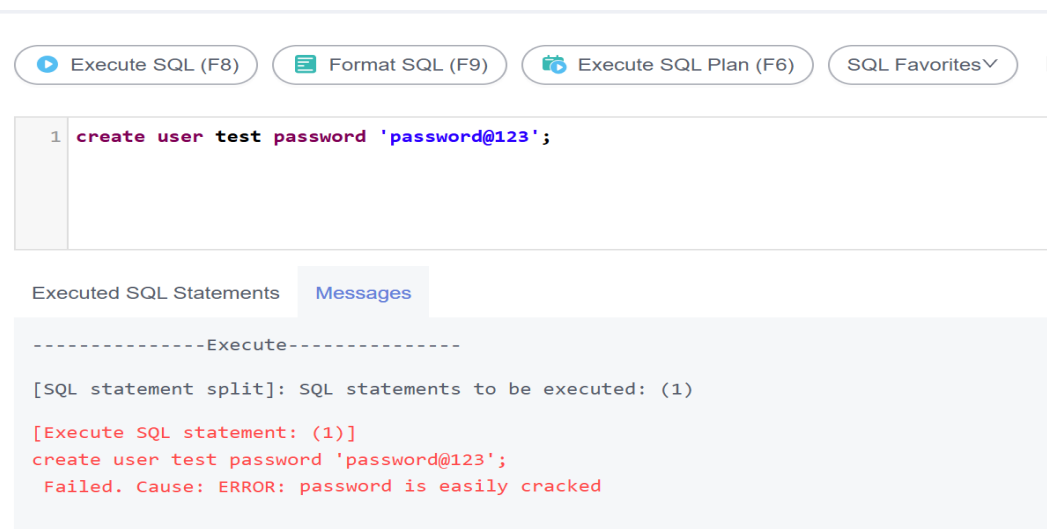 Execute SQL (F8) Format SQL (F9) Execute SQL Plan (F6) SQL Favorites
1 create user test password 'password@123';
Executed SQL Statements Messages
---------------Execute---------------
[SQL statement split]: SQL statements to be executed: (1)
[Execute SQL statement: (1)]
create user test password 'password@123';
Failed. Cause: ERROR: password is easily cracked